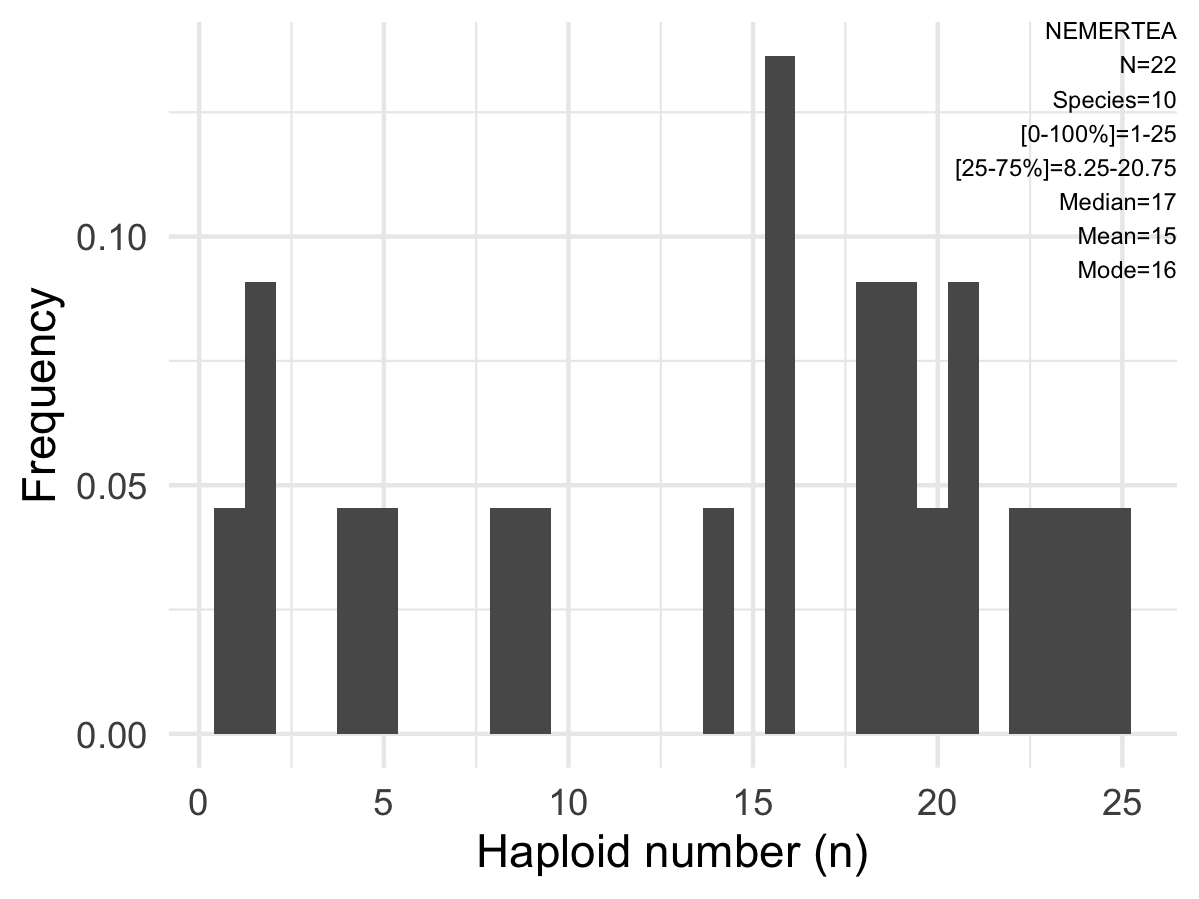 NEMERTEA
N=22
Species=10
[0-100%]=1-25
[25-75%]=8.25-20.75
Median=17
Mean=15
Mode=16
0.10
0.05
0.00
Frequency
0 5 10 15 20 25
Haploid number (n)